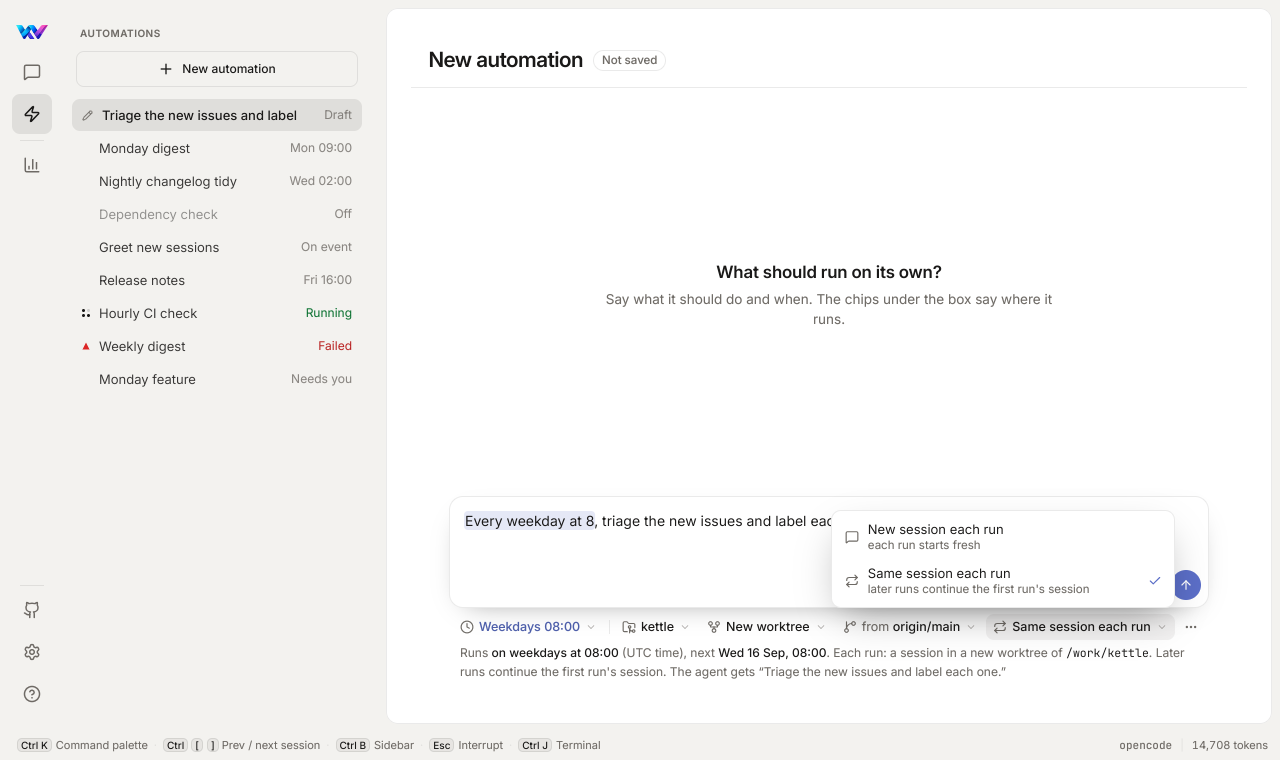 AUTOMATIONS
New automation
Triage the new issues and label Draft
Monday digest Mon 09:00
Nightly changelog tidy Wed 02:00
Dependency check Off
Greet new sessions On event
Release notes Fri 16:00
Hourly CI check Running
Weekly digest Failed
Monday feature Needs you
New automation Not saved
What should run on its own?
Say what it should do and when. The chips under the box say where it
runs.
Every weekday at 8, triage the new issues and label
New session each run
each run starts fresh
Same session each run
later runs continue the first run's session
Weekdays 08:00 kettle New worktree from origin/main Same session each run
Runs on weekdays at 08:00 (UTC time), next Wed 16 Sep, 08:00. Each run: a session in a new worktree of /work/kettle. Later
runs continue the first run's session. The agent gets “Triage the new issues and label each one.”
Ctrl K Command palette Ctrl [ ] Prev / next session Ctrl B Sidebar Esc Interrupt Ctrl J Terminal
opencode 14,708 tokens